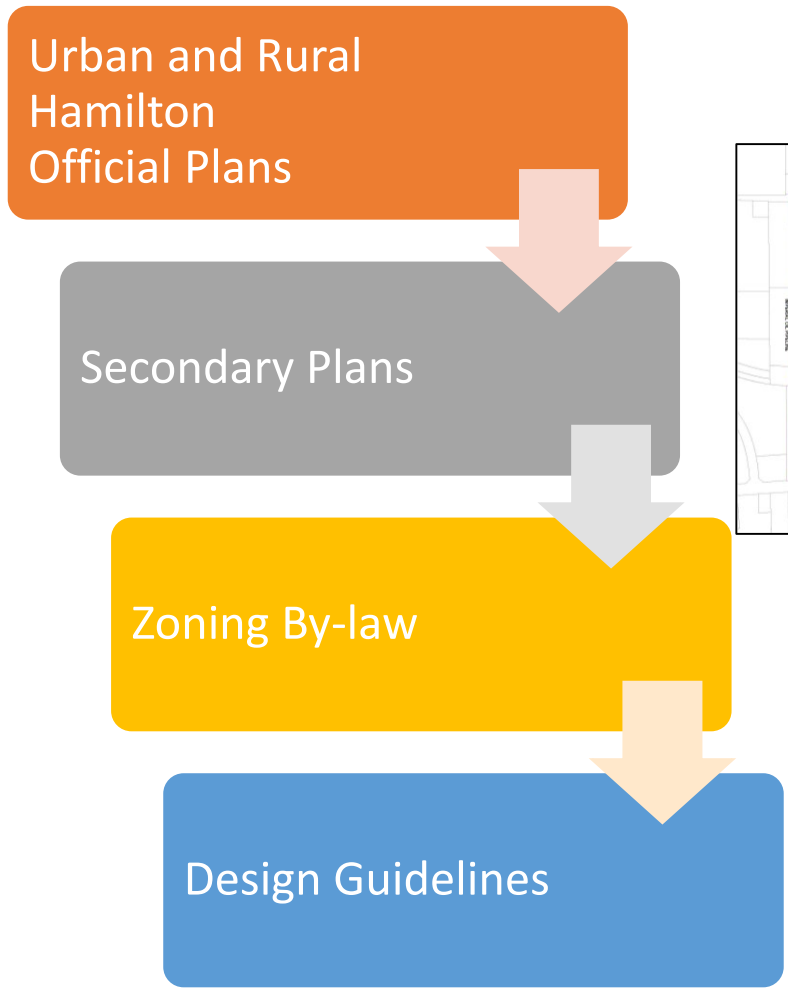 Urban and Rural
Hamilton
Official Plans
Secondary Plans
Zoning By-law
Design Guidelines